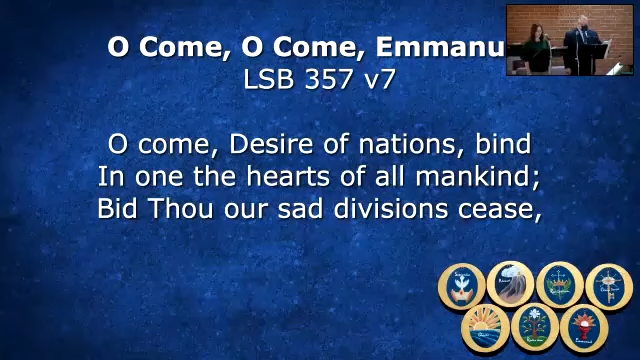 O Come, O Come, Emmanu
LSB 357 v7
O come, Desire of nations, bind
In one the hearts of all mankind;
Bid Thou our sad divisions cease,